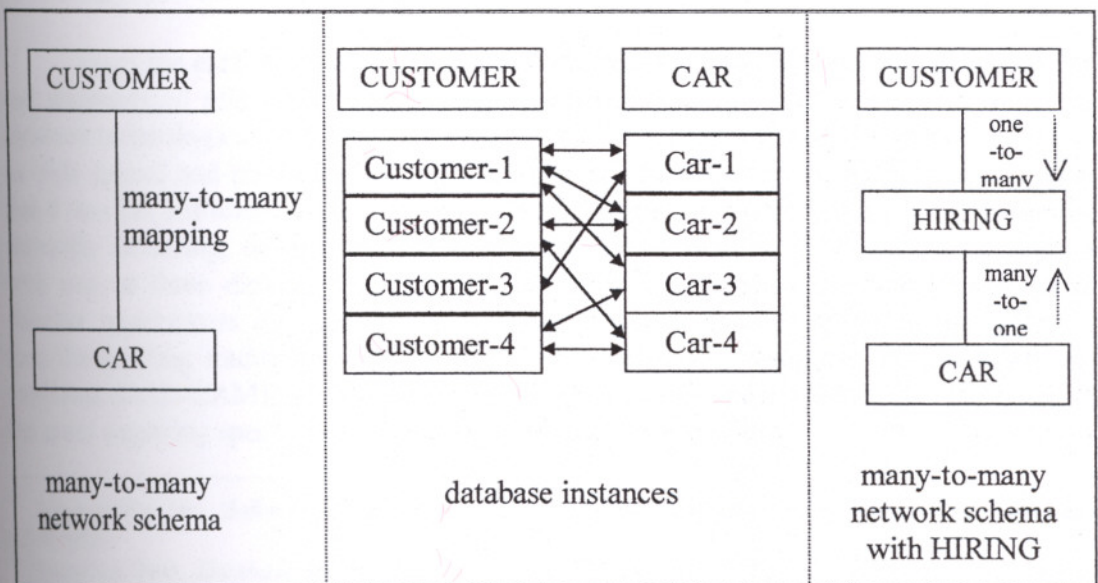 CUSTOMER
many-to-many
mapping
CAR
many-to-many
network schema
CUSTOMER
CAR
Customer-1
Car-1
Customer-2
Car-2
Customer-3
Car-3
Customer-4
Car-4
database instances
CUSTOMER
one
-to-
many
HIRING
many
-to-
one
CAR
many-to-many
network schema
with HIRING